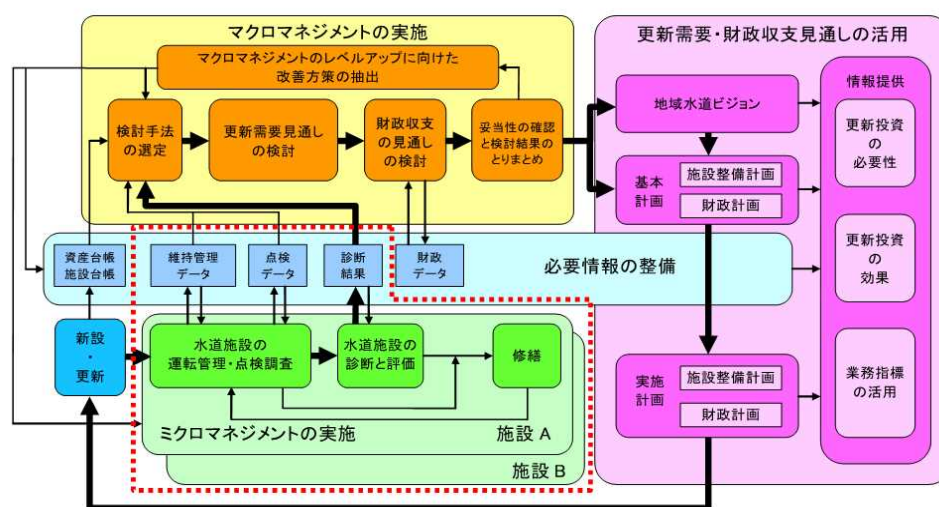 マクロマネジメントの実施
マクロマネジメントのレベルアップに向けた
改善方策の抽出
検討手法
の選定
更新需要見通し
の検討
財政収支
の見通し
の検討
妥当性の確認
と検討結果の
とりまとめ
更新需要・財政収支見通しの活用
地域水道ビジョン
基本
計画
施設整備計画
財政計画
情報提供
更新投資
の
必要性
更新投資
の
効果
業務指標
の活用
資産台帳
施設台帳
維持管理
データ
点検
データ
診断
結果
財政
データ
必要情報の整備
新設
・
更新
水道施設の
運転管理・点検調査
水道施設の
診断と評価
修繕
ミクロマネジメントの実施
施設A
施設B
実施
計画
施設整備計画
財政計画